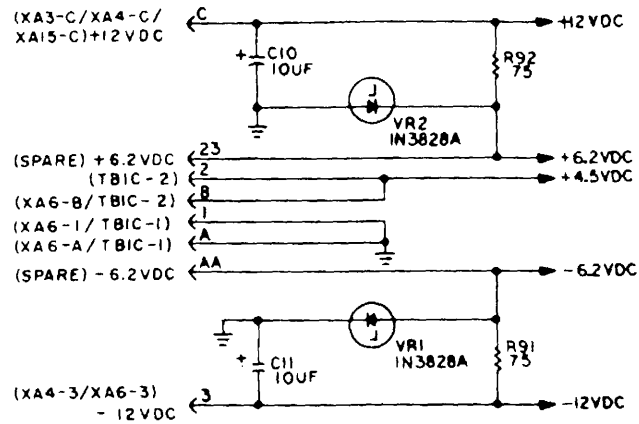 (XA3-C/XA4-C/
XA15-C)+12VDC
C
+12VDC
+
C10
10UF
R92
75
VR2
1N3828A
(SPARE)+6.2VDC
23
+6.2VDC
(TB1C-2)
2
+4.5VDC
(XA6-B/TB1C-2)
B
(XA6-1/TB1C-1)
1
(XA6-A/TB1C-1)
A
(SPARE)-6.2VDC
AA
-6.2VDC
VR1
1N3828A
R91
75
+
C11
10UF
(XA4-3/XA6-3)
-12VDC
3
-12VDC